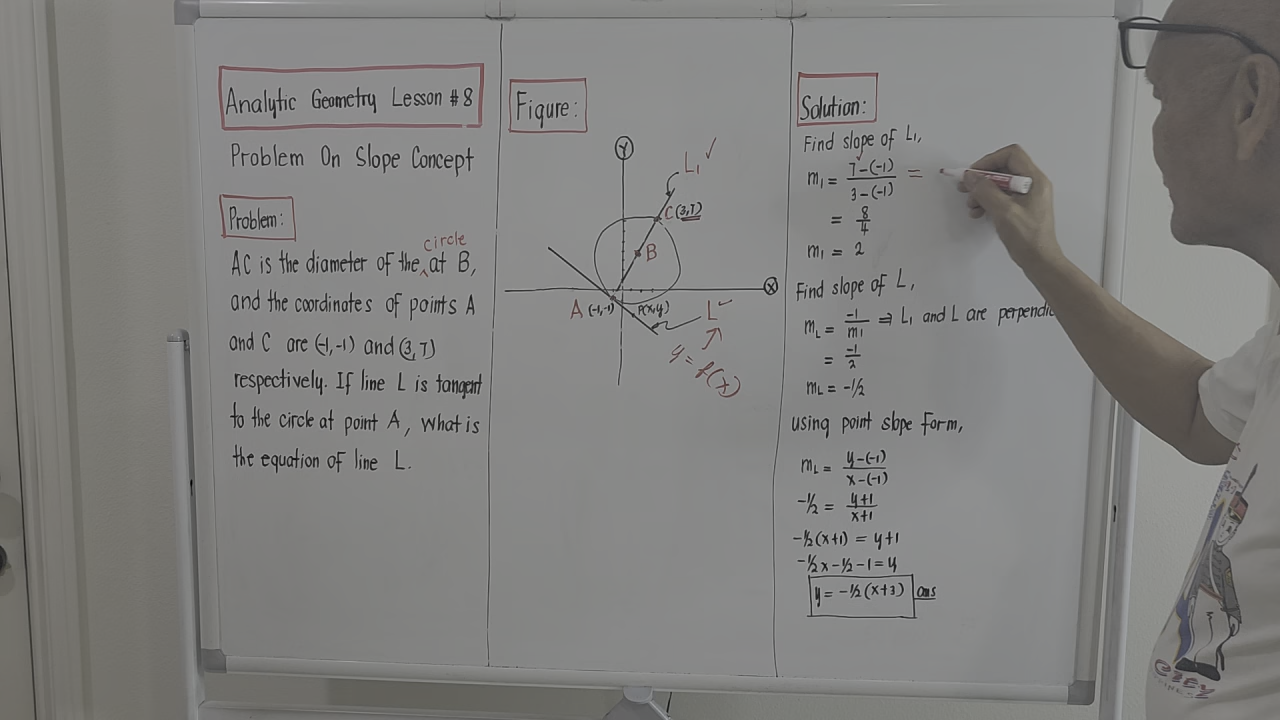 Analytic Geometry Lesson #8
Problem On Slope Concept
Problem:
circle
AC is the diameter of the ^ at B,
and the coordinates of points A
and C are (-1,-1) and (3,7)
respectively. If line L is tangent
to the circle at point A, what is
the equation of line L.
Figure:
Y
L₁ ✓
C (3,7)
B
X
A (-1,-1)
P(x,y)
L ✓
y = f(x)
Solution:
Find slope of L₁,
m₁ = 7-(-1) / 3-(-1) =
= 8/4
m₁ = 2
Find slope of L,
m_L = -1/m₁ ⇒ L₁ and L are
= -1/2
m_L = -1/2
using point slope form,
m_L = y-(-1) / x-(-1)
-1/2 = y+1 / x+1
-1/2(x+1) = y+1
-1/2x - 1/2 - 1 = y
y = -1/2(x+3) ans